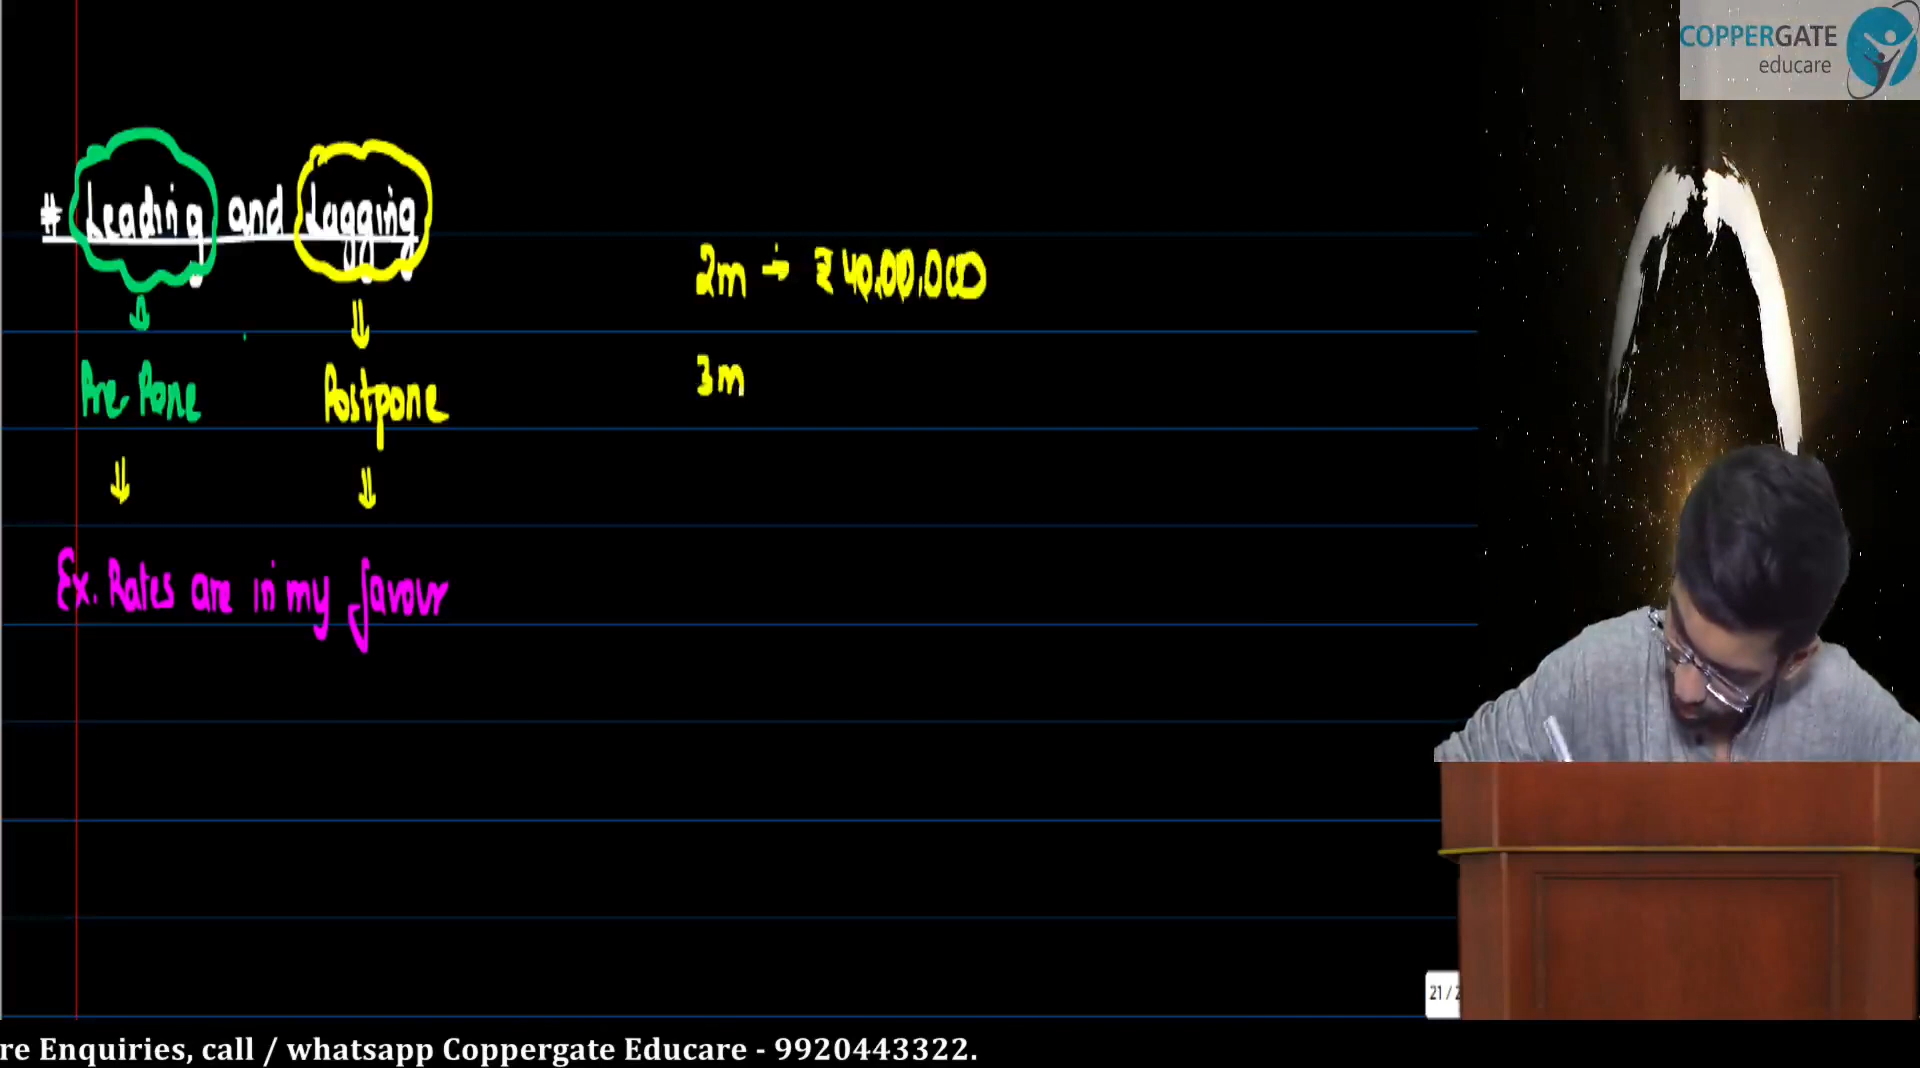 COPPERGATE
educare
# Leading and Lagging
2m → ₹40,00,000
3m
Pre Pone
Postpone
Ex. Rates are in my favour
21 / 2
re Enquiries, call / whatsapp Coppergate Educare - 9920443322.